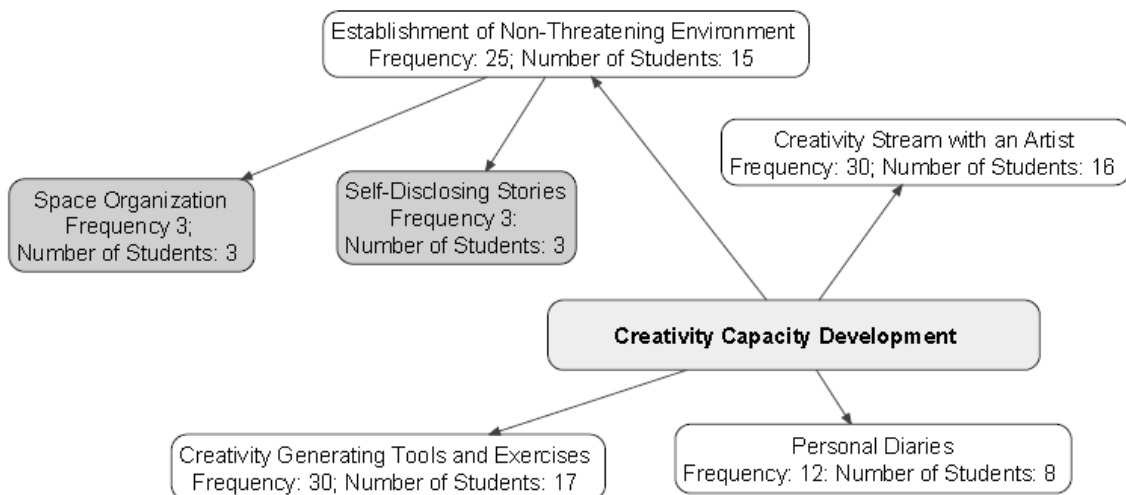 Establishment of Non-Threatening Environment
Frequency: 25; Number of Students: 15
Creativity Stream with an Artist
Frequency: 30; Number of Students: 16
Space Organization
Frequency 3;
Number of Students: 3
Self-Disclosing Stories
Frequency 3:
Number of Students: 3
Creativity Capacity Development
Creativity Generating Tools and Exercises
Frequency: 30; Number of Students: 17
Personal Diaries
Frequency: 12: Number of Students: 8